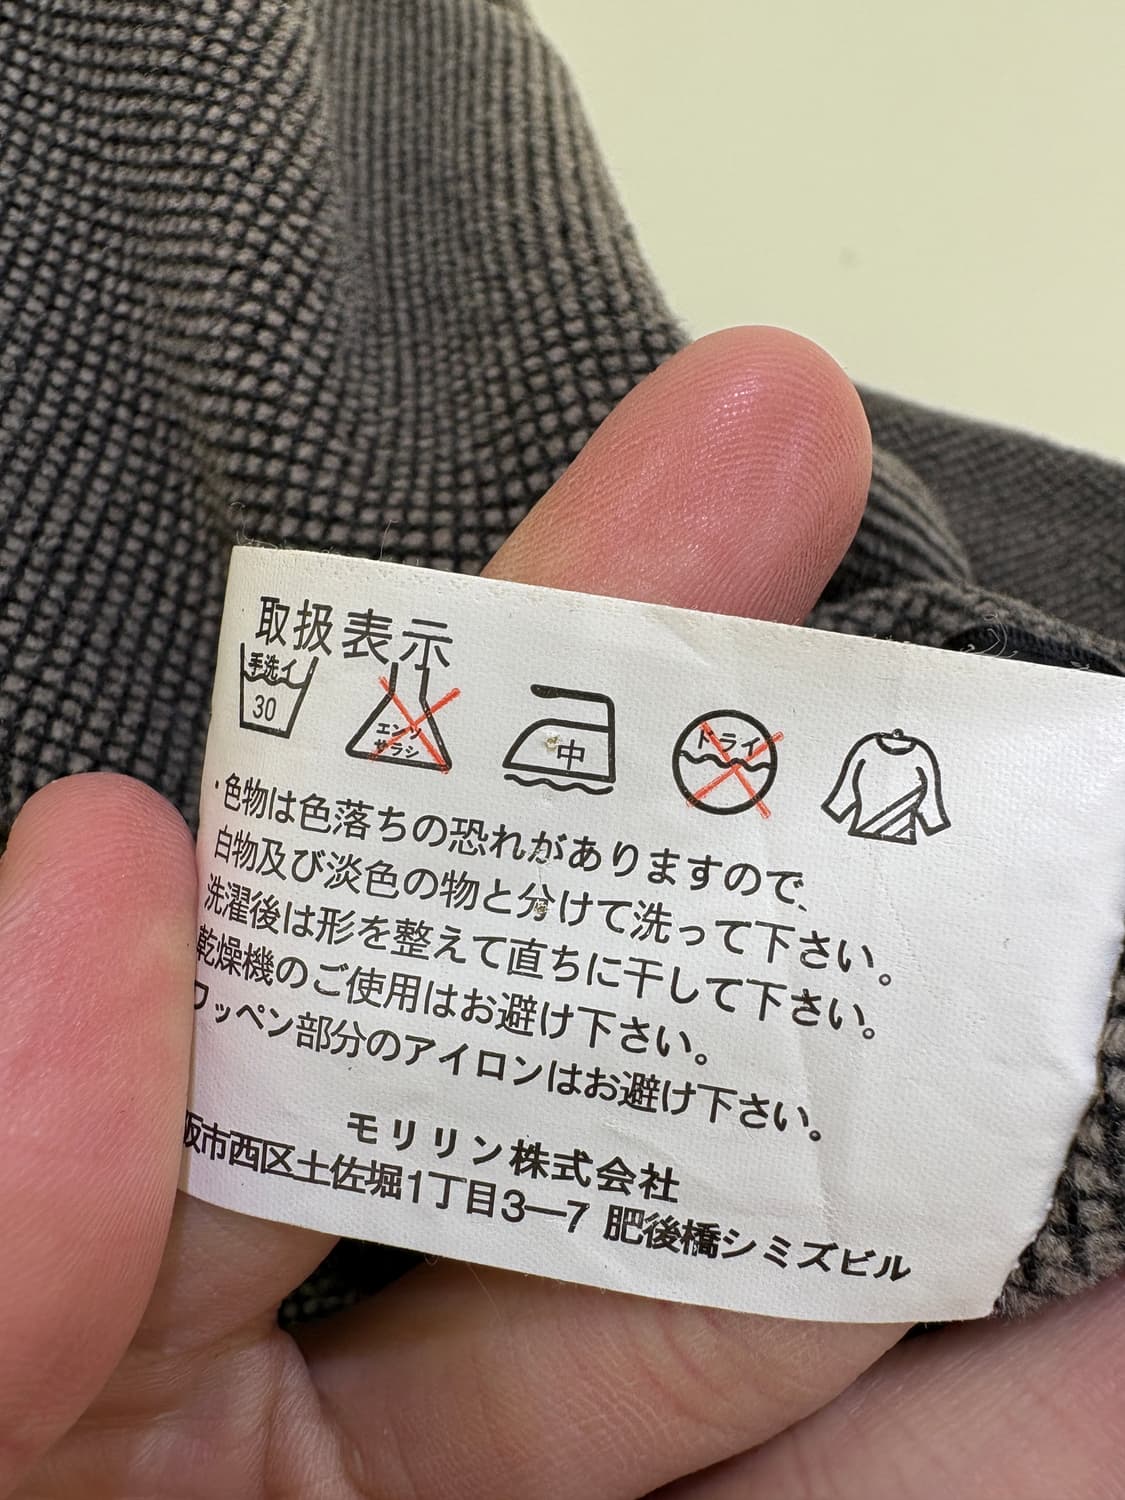 取扱表示
手洗イ
30
エンソ
サラシ
中
ドライ
・色物は色落ちの恐れがありますので、
白物及び淡色の物と分けて洗って下さい。
洗濯後は形を整えて直ちに干して下さい。
乾燥機のご使用はお避け下さい。
ワッペン部分のアイロンはお避け下さい。
モリリン株式会社
阪市西区土佐堀1丁目3—7 肥後橋シミズビル